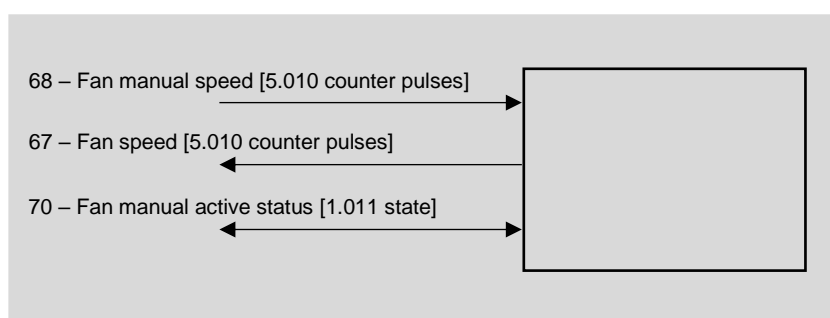 68 – Fan manual speed [5.010 counter pulses]
67 – Fan speed [5.010 counter pulses]
70 – Fan manual active status [1.011 state]